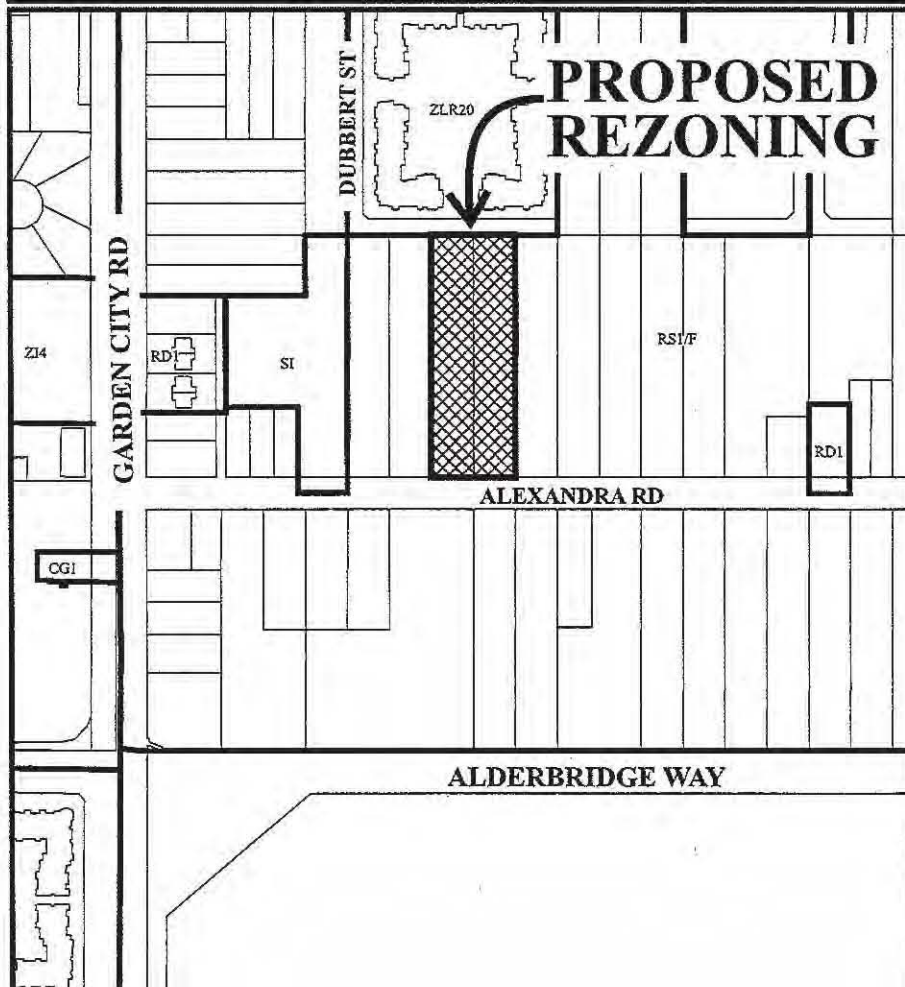 DUBBERT ST
ZLR20
PROPOSED
REZONING
GARDEN CITY RD
ZI4
RD1
SI
RS1/F
RD1
ALEXANDRA RD
CG1
ALDERBRIDGE WAY